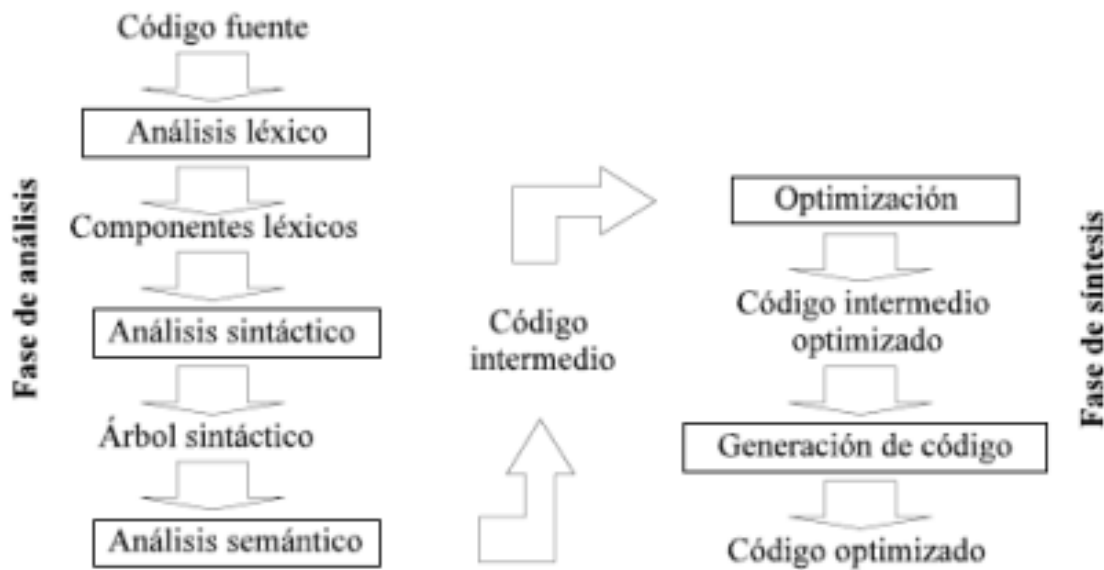 Código fuente
Análisis léxico
Componentes léxicos
Análisis sintáctico
Árbol sintáctico
Análisis semántico
Fase de análisis
Código
intermedio
Optimización
Código intermedio
optimizado
Generación de código
Código optimizado
Fase de síntesis